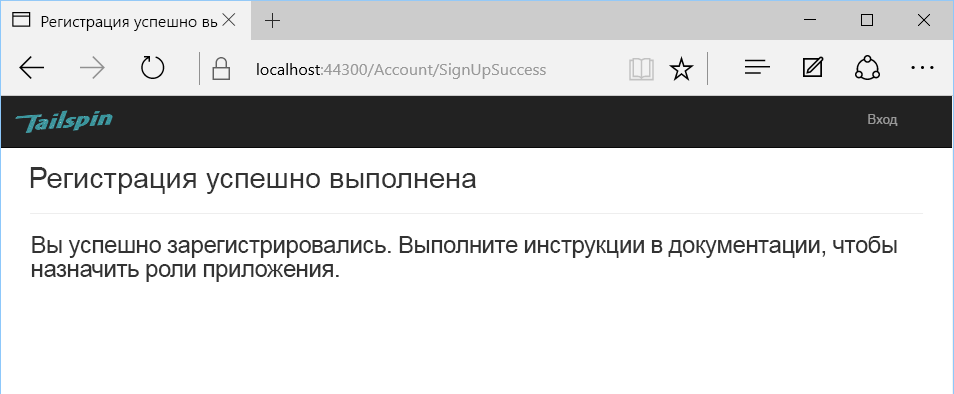 Регистрация успешно вы
localhost:44300/Account/SignUpSuccess
Tailspin
Вход
Регистрация успешно выполнена
Вы успешно зарегистрировались. Выполните инструкции в документации, чтобы
назначить роли приложения.